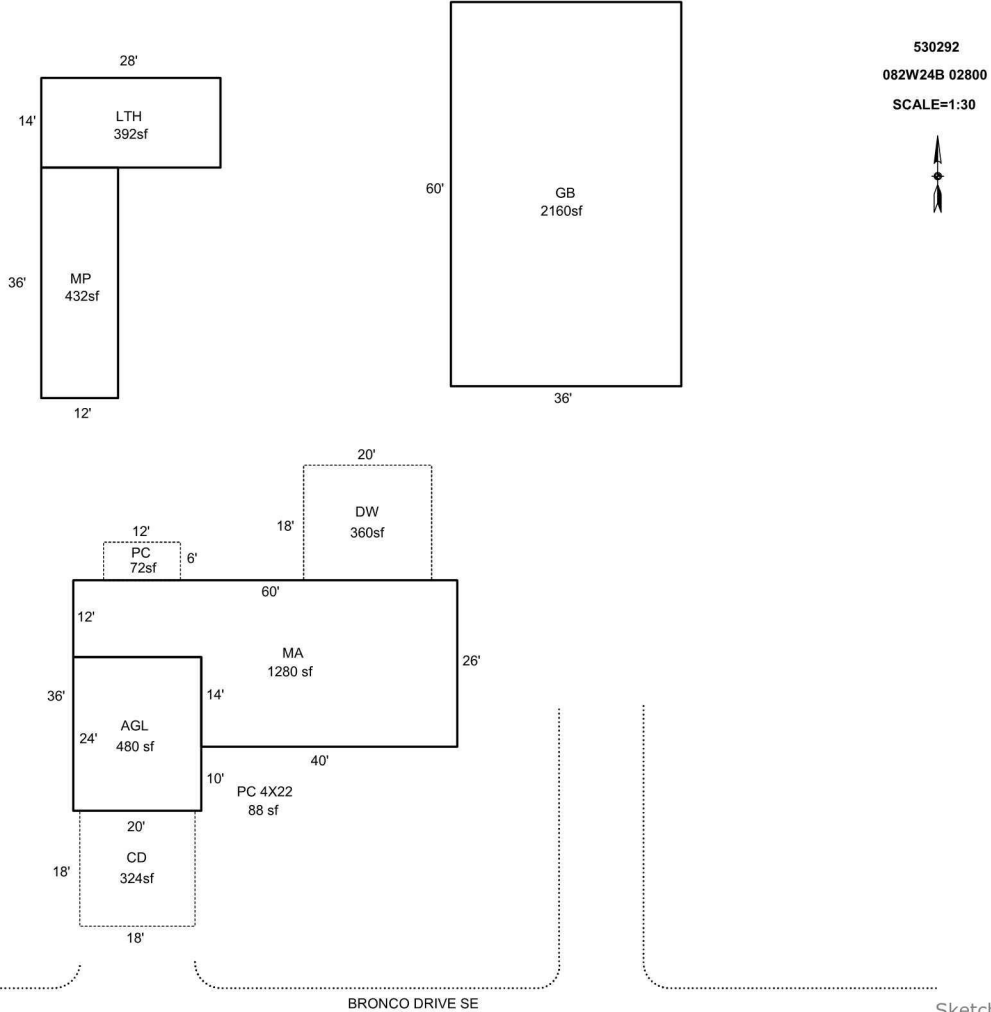 530292
082W24B 02800
SCALE=1:30
28'
14'
LTH
392sf
36'
MP
432sf
12'
60'
GB
2160sf
36'
20'
18'
DW
360sf
12'
PC
72sf
6'
60'
12'
MA
1280 sf
26'
36'
14'
AGL
24'
480 sf
40'
10'
PC 4X22
88 sf
20'
18'
CD
324sf
18'
BRONCO DRIVE SE
Sketch